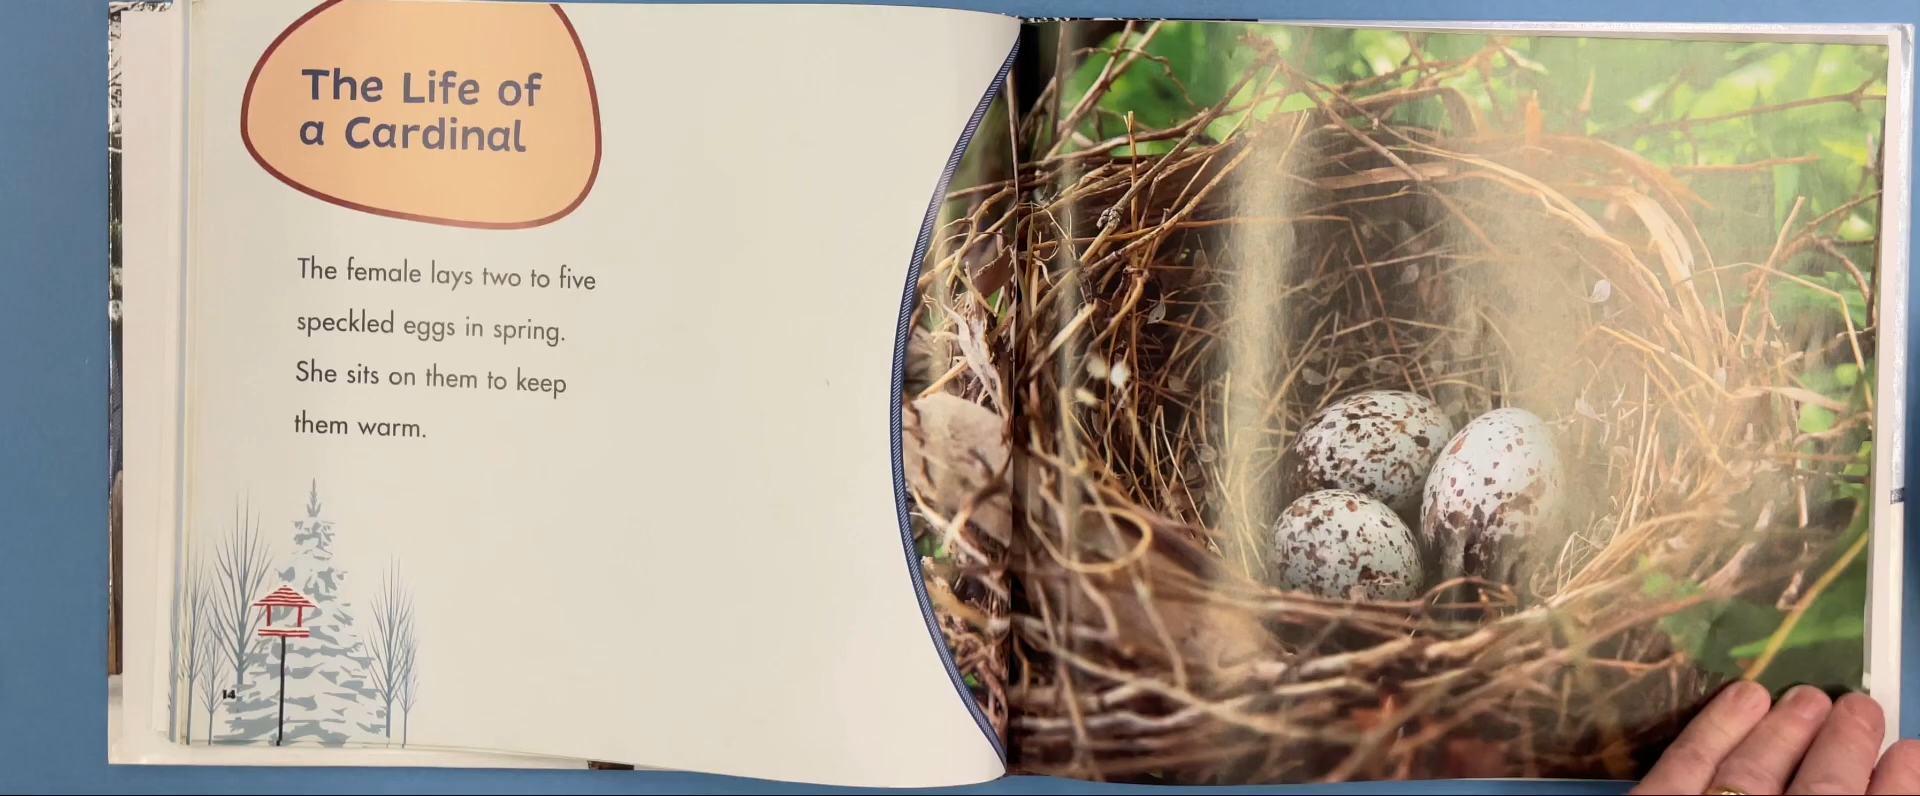 The Life of
a Cardinal
The female lays two to five
speckled eggs in spring.
She sits on them to keep
them warm.
14